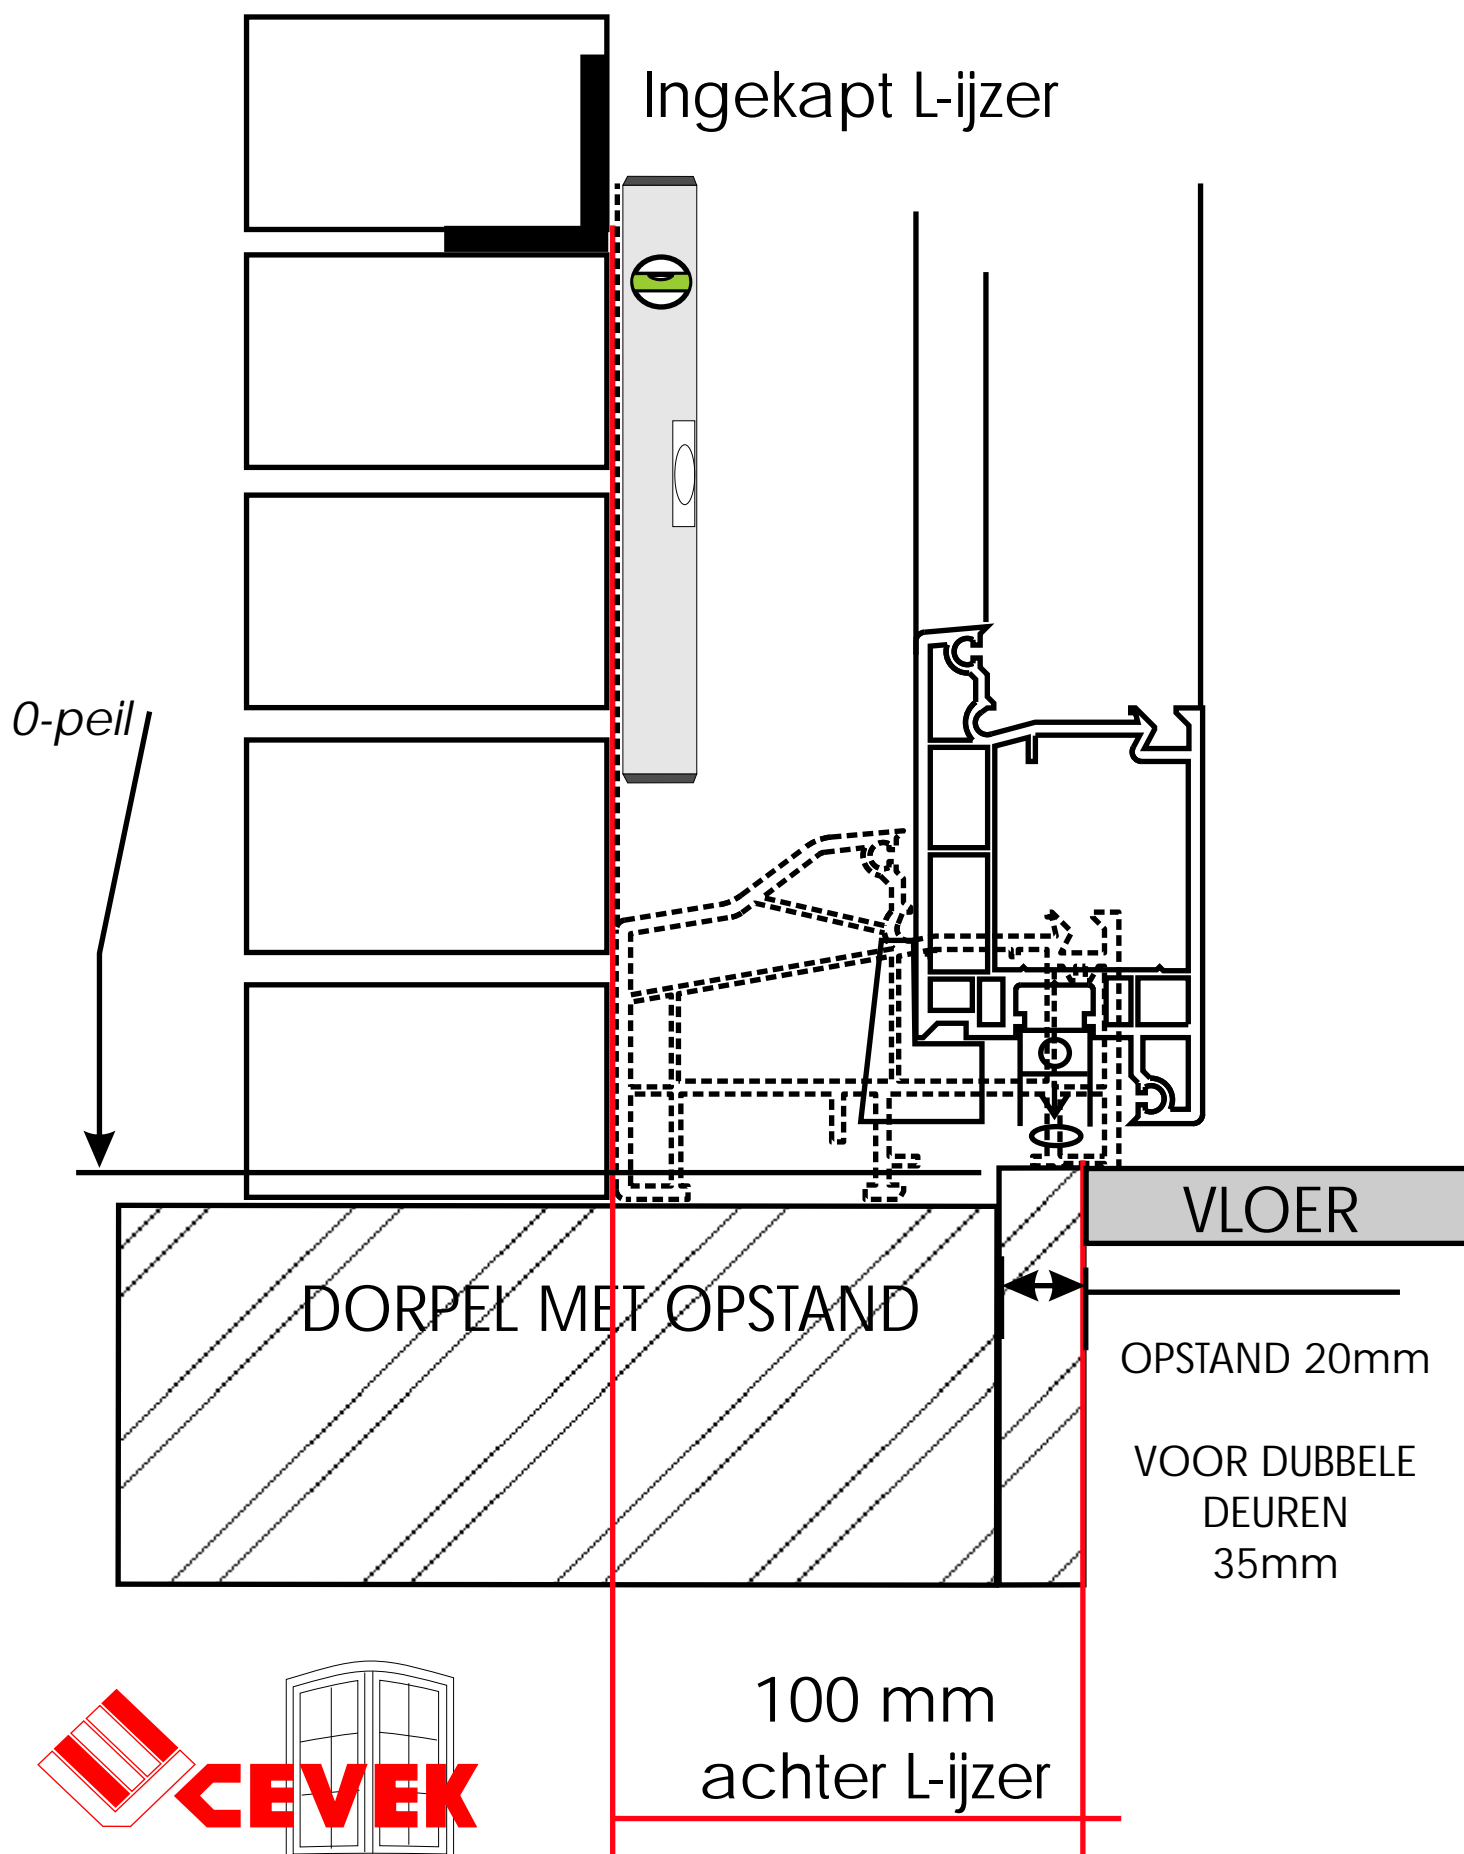 Ingekapt L-ijzer
0-peil
VLOER
DORPEL MET OPSTAND
OPSTAND 20mm
VOOR DUBBELE
DEUREN
35mm
100 mm
achter L-ijzer
CEVEK